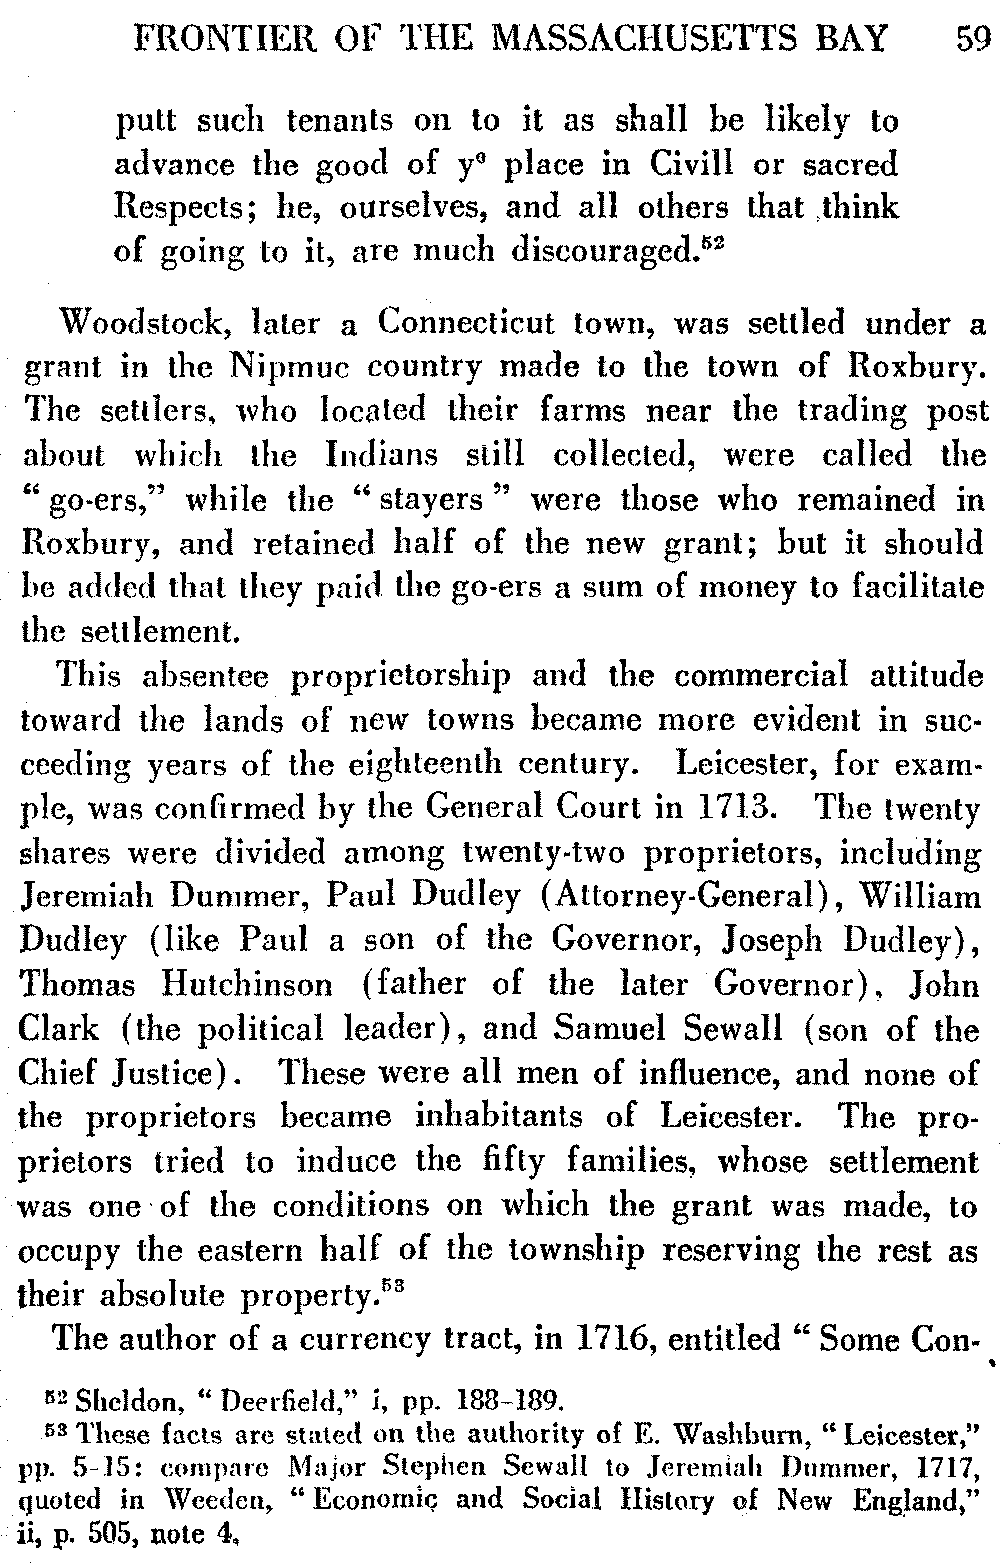 FRONTIER OF THE MASSACHUSETTS BAY 59
putt such tenants on to it as shall be likely to
advance the good of yᵉ place in Civill or sacred
Respects; he, ourselves, and all others that think
of going to it, are much discouraged.⁵²
Woodstock, later a Connecticut town, was settled under a
grant in the Nipmuc country made to the town of Roxbury.
The settlers, who located their farms near the trading post
about which the Indians still collected, were called the
“ go-ers,” while the “ stayers ” were those who remained in
Roxbury, and retained half of the new grant; but it should
be added that they paid the go-ers a sum of money to facilitate
the settlement.
This absentee proprietorship and the commercial attitude
toward the lands of new towns became more evident in suc-
ceeding years of the eighteenth century. Leicester, for exam-
ple, was confirmed by the General Court in 1713. The twenty
shares were divided among twenty-two proprietors, including
Jeremiah Dummer, Paul Dudley (Attorney-General), William
Dudley (like Paul a son of the Governor, Joseph Dudley),
Thomas Hutchinson (father of the later Governor), John
Clark (the political leader), and Samuel Sewall (son of the
Chief Justice). These were all men of influence, and none of
the proprietors became inhabitants of Leicester. The pro-
prietors tried to induce the fifty families, whose settlement
was one of the conditions on which the grant was made, to
occupy the eastern half of the township reserving the rest as
their absolute property.⁵³
The author of a currency tract, in 1716, entitled “ Some Con-
⁵² Sheldon, “ Deerfield,” i, pp. 188-189.
⁵³ These facts are stated on the authority of E. Washburn, “ Leicester,”
pp. 5-15: compare Major Stephen Sewall to Jeremiah Dummer, 1717,
quoted in Weeden, “ Economic and Social History of New England,”
ii, p. 505, note 4.